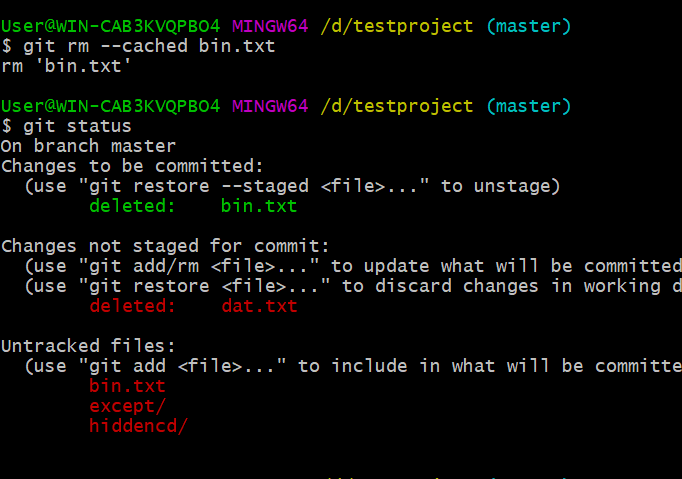 User@WIN-CAB3KVQPBO4 MINGW64 /d/testproject (master)
$ git rm --cached bin.txt
rm 'bin.txt'
User@WIN-CAB3KVQPBO4 MINGW64 /d/testproject (master)
$ git status
On branch master
Changes to be committed:
(use "git restore --staged <file>..." to unstage)
deleted: bin.txt
Changes not staged for commit:
(use "git add/rm <file>..." to update what will be committed
(use "git restore <file>..." to discard changes in working d
deleted: dat.txt
Untracked files:
(use "git add <file>..." to include in what will be committe
bin.txt
except/
hiddencd/